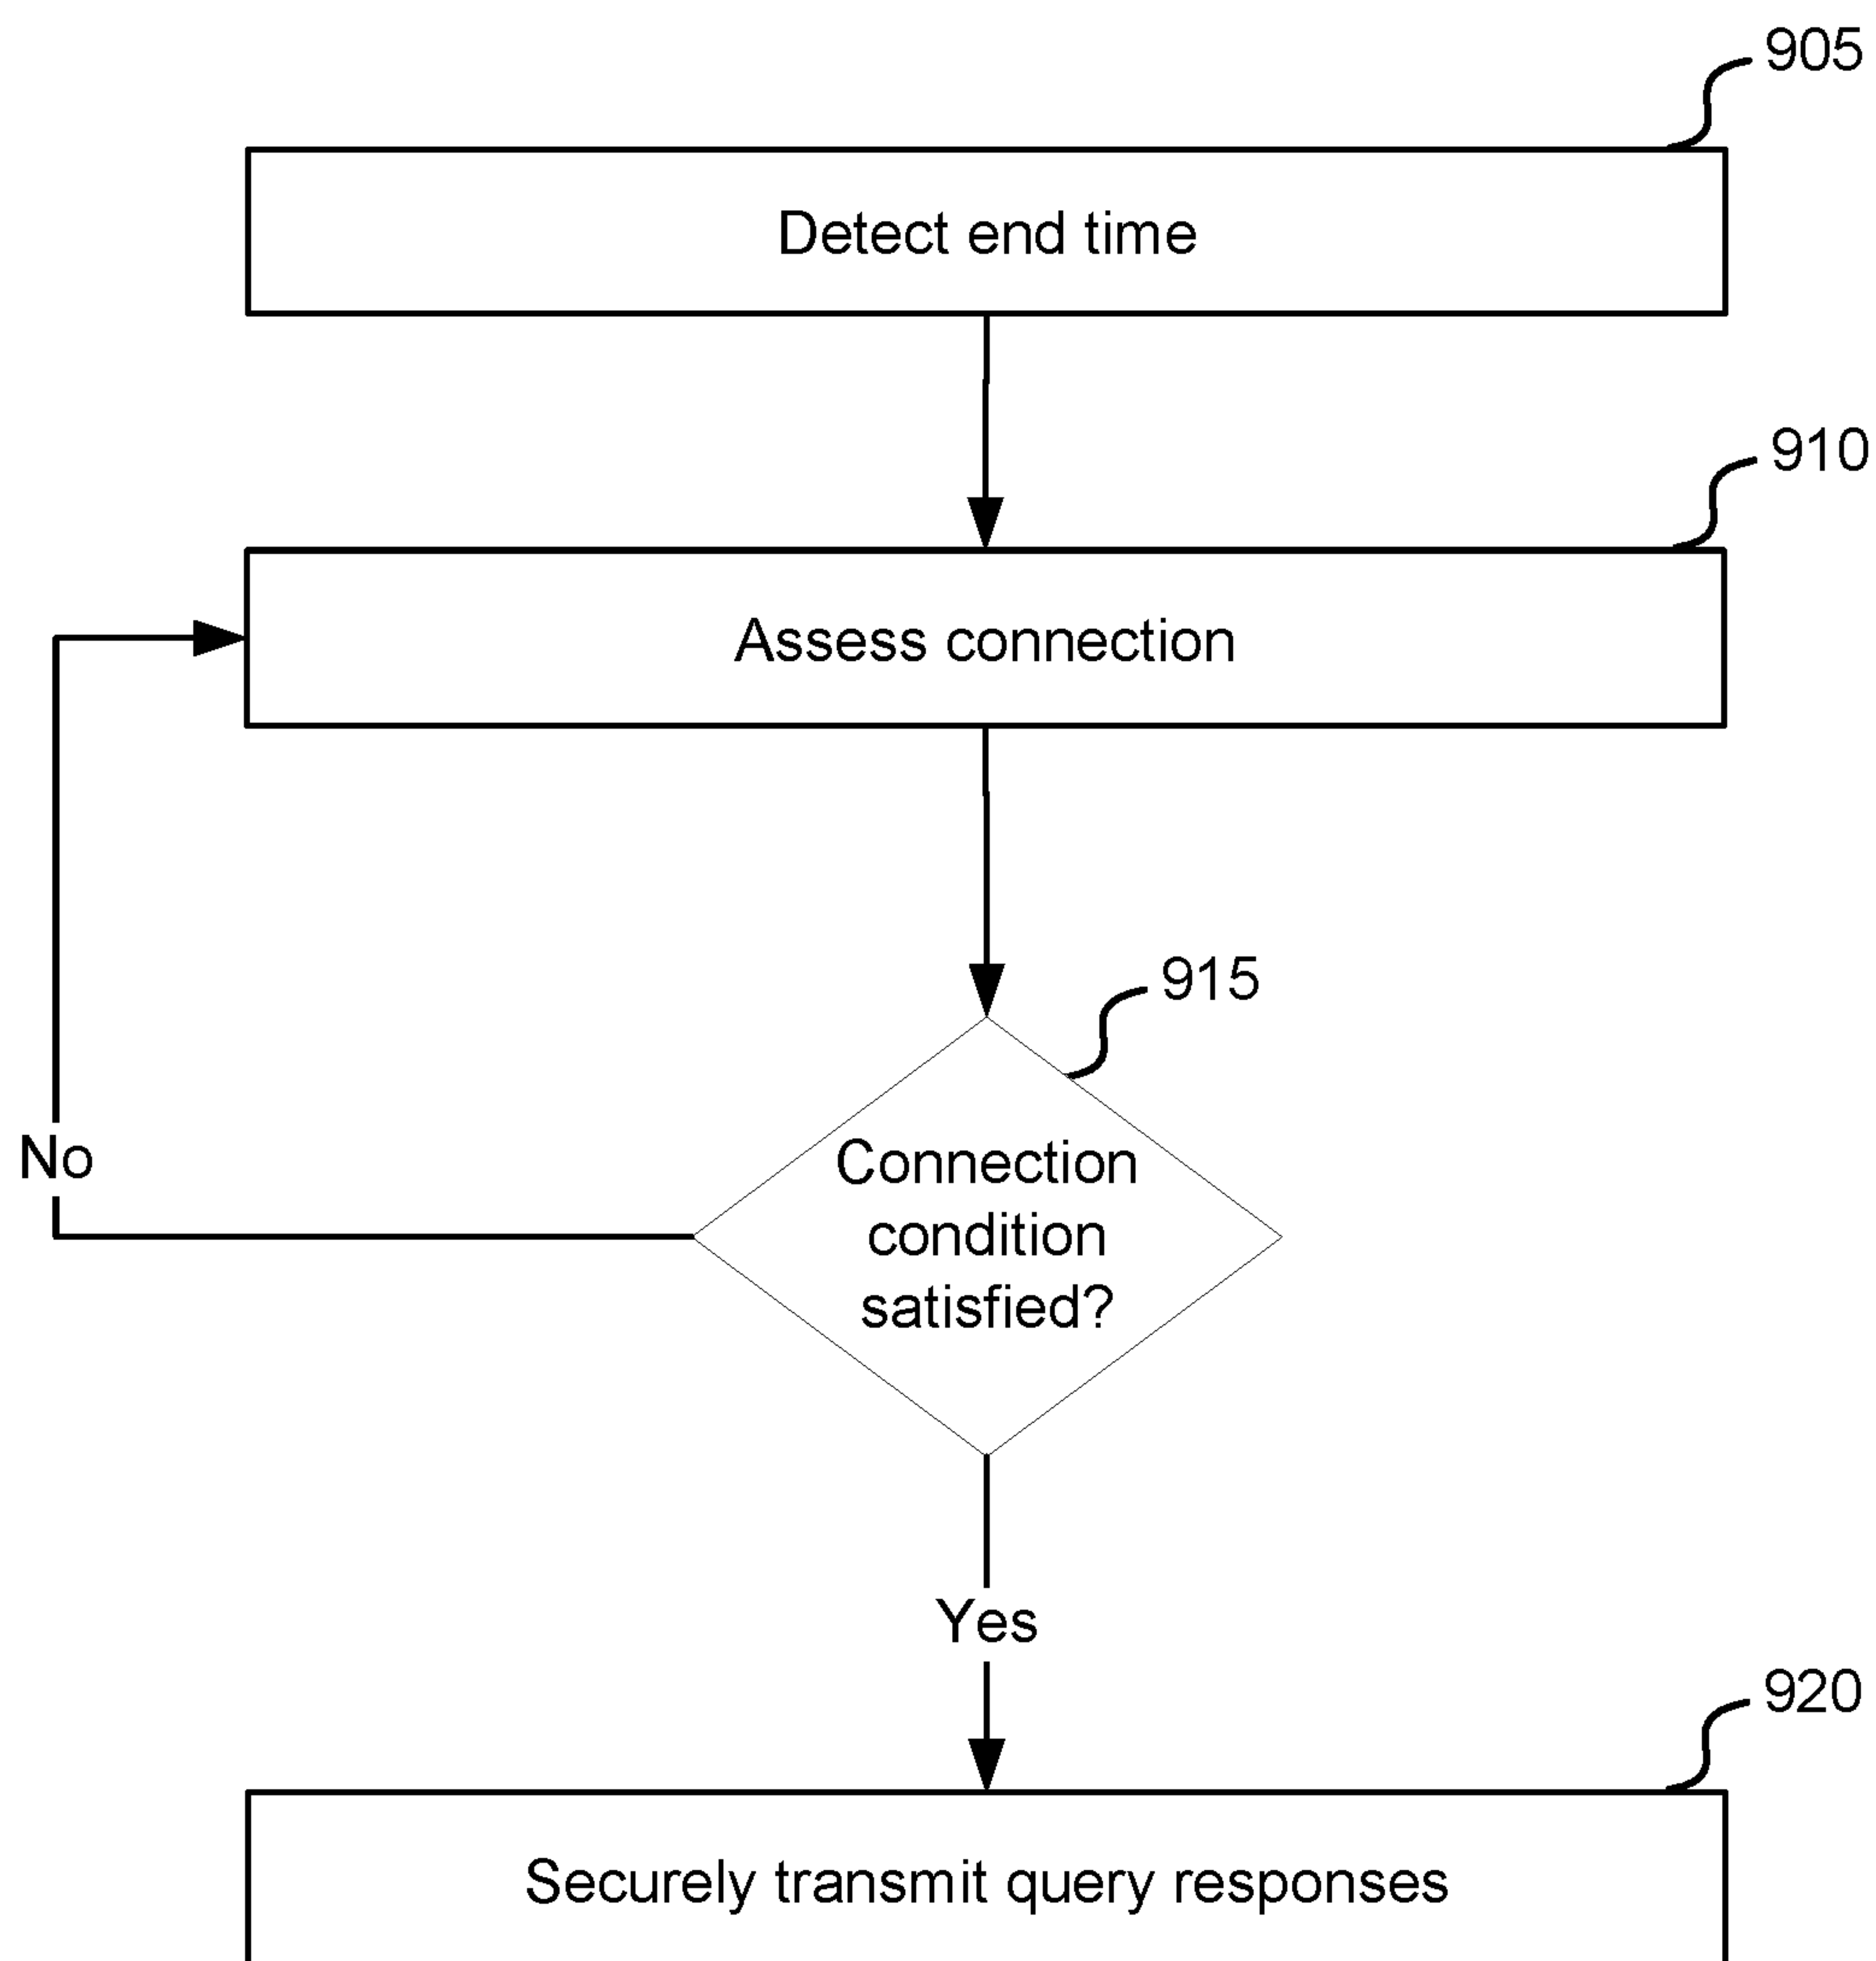 905
Detect end time
910
Assess connection
915
Connection
condition
satisfied?
No
Yes
920
Securely transmit query responses